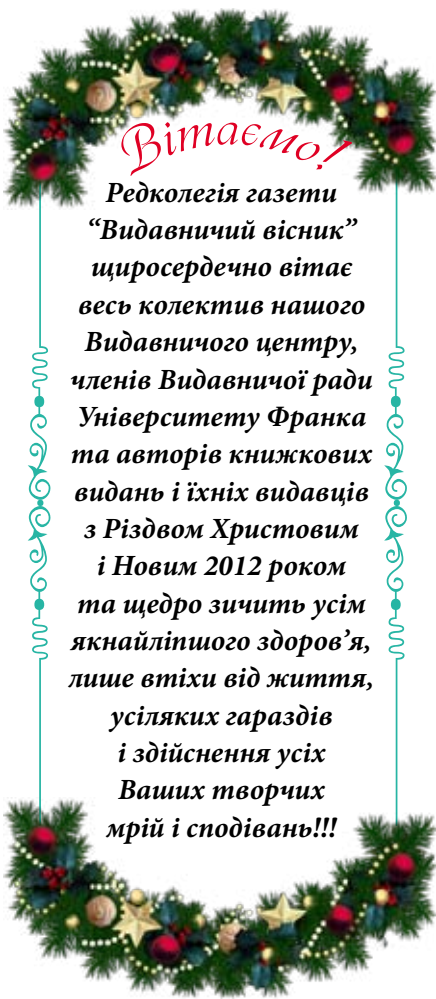 Вітаємо!
Редколегія газети
“Видавничий вісник”
щиросердечно вітає
весь колектив нашого
Видавничого центру,
членів Видавничої ради
Університету Франка
та авторів книжкових
видань і їхніх видавців
з Різдвом Христовим
і Новим 2012 роком
та щедро зичить усім
якнайліпшого здоров’я,
лише втіхи від життя,
усіляких гараздів
і здійснення усіх
Ваших творчих
мрій і сподівань!!!